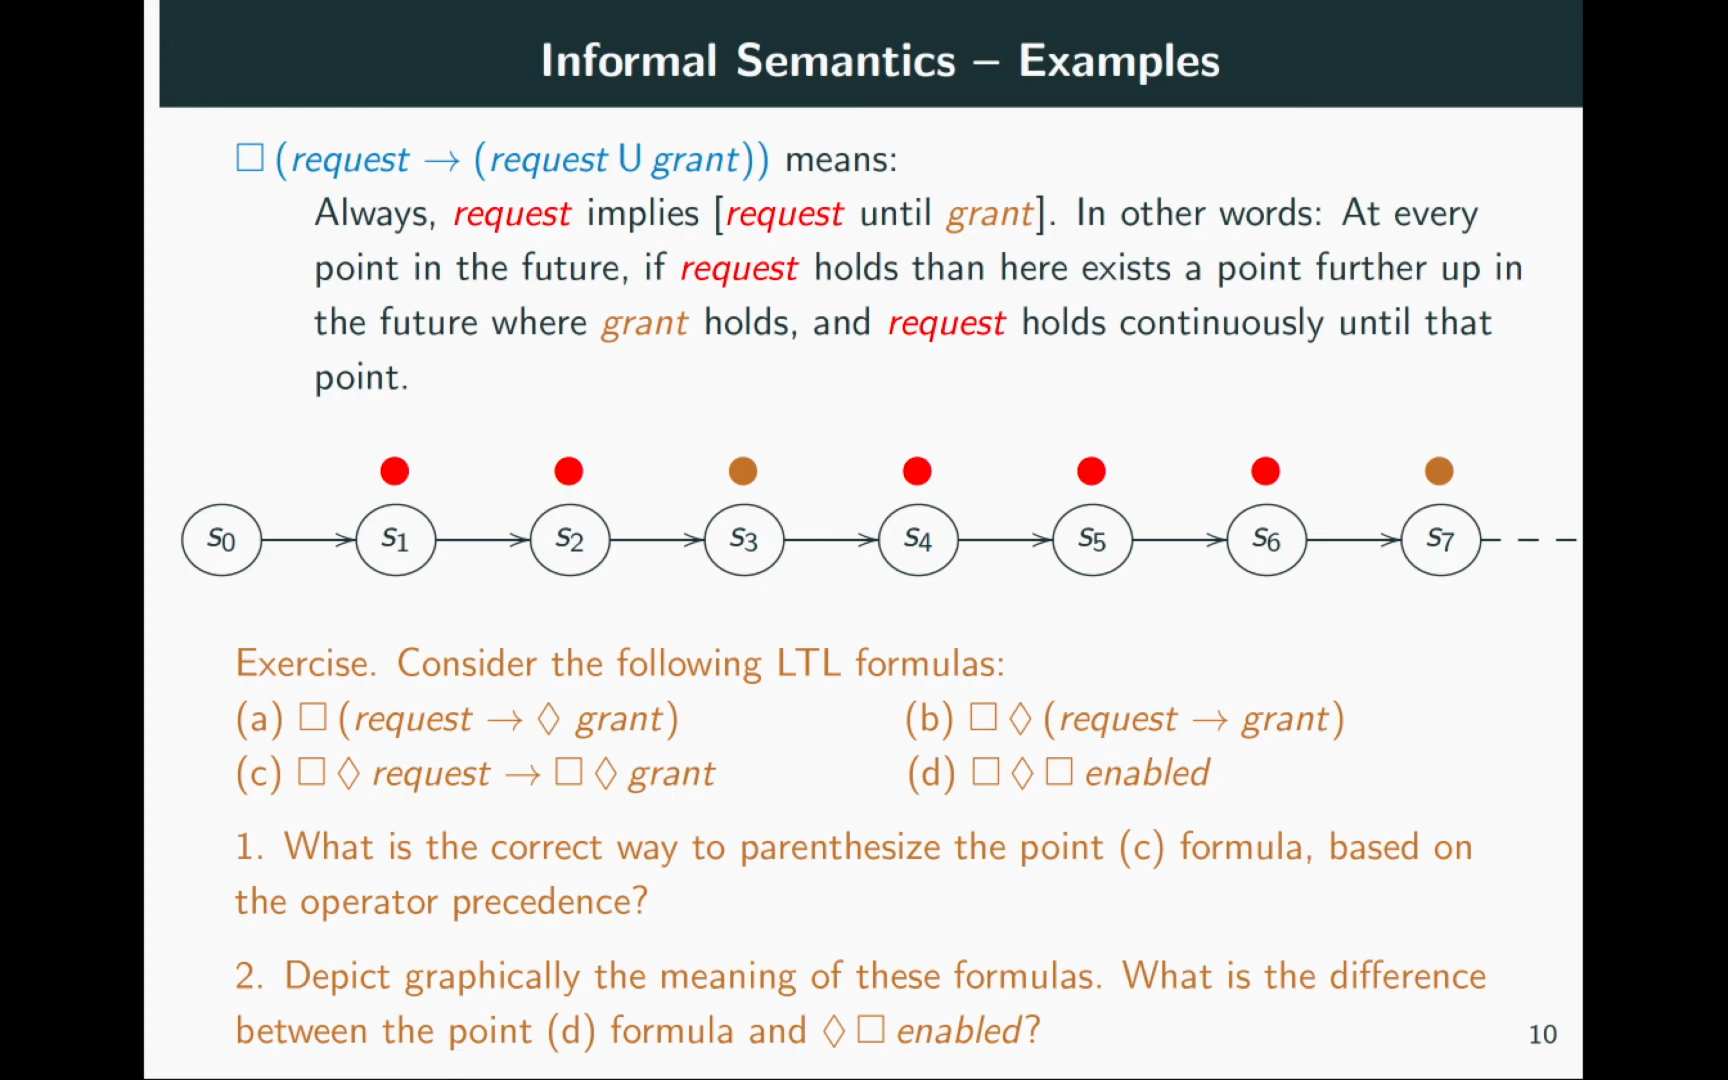 Informal Semantics – Examples
□ (request → (request U grant)) means:
Always, request implies [request until grant]. In other words: At every
point in the future, if request holds than here exists a point further up in
the future where grant holds, and request holds continuously until that
point.
s0 s1 s2 s3 s4 s5 s6 s7
Exercise. Consider the following LTL formulas:
(a) □ (request → ◇ grant) (b) □ ◇ (request → grant)
(c) □ ◇ request → □ ◇ grant (d) □ ◇ □ enabled
1. What is the correct way to parenthesize the point (c) formula, based on
the operator precedence?
2. Depict graphically the meaning of these formulas. What is the difference
between the point (d) formula and ◇ □ enabled?
10